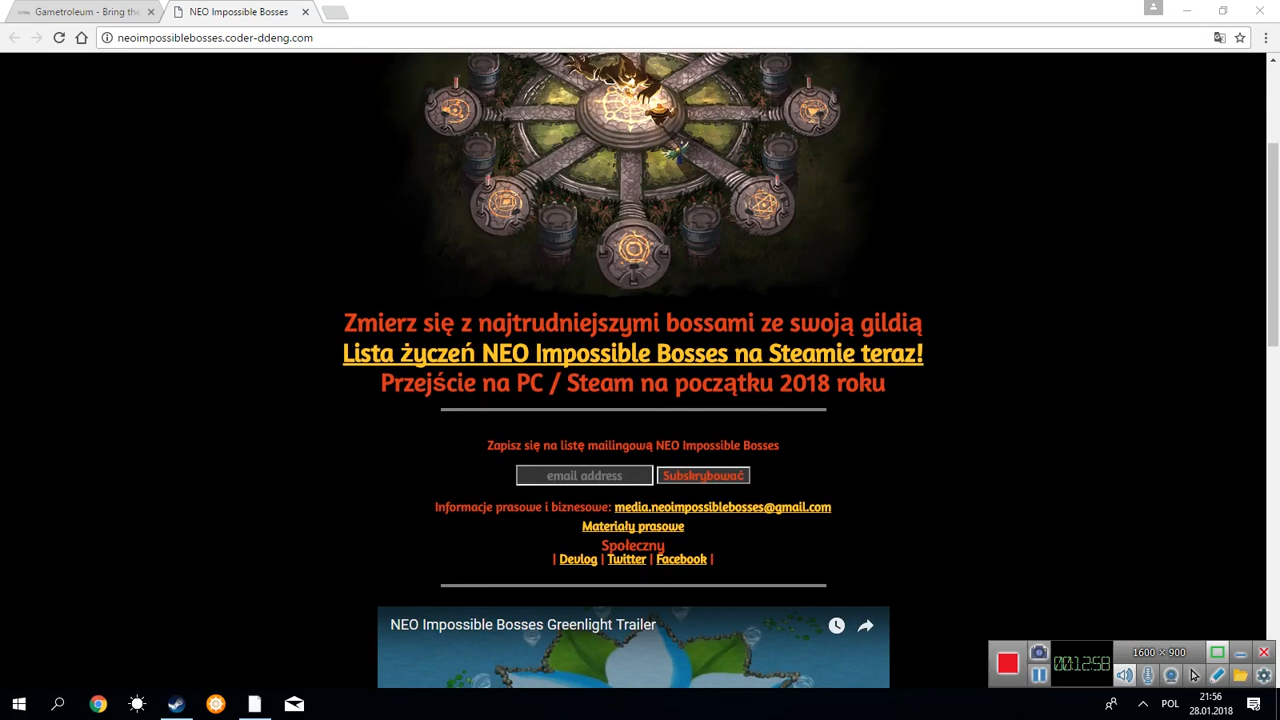 Gametroleum - Bring the
NEO Impossible Bosses
neoimpossiblebosses.coder-ddeng.com
Zmierz się z najtrudniejszymi bossami ze swoją gildią
Lista życzeń NEO Impossible Bosses na Steamie teraz!
Przejście na PC / Steam na początku 2018 roku
Zapisz się na listę mailingową NEO Impossible Bosses
email address
Subskrybować
Informacje prasowe i biznesowe: media.neoimpossiblebosses@gmail.com
Materiały prasowe
Społeczny
| Devlog | Twitter | Facebook |
NEO Impossible Bosses Greenlight Trailer
00:12:58
1600 × 900
POL
21:56
28.01.2018